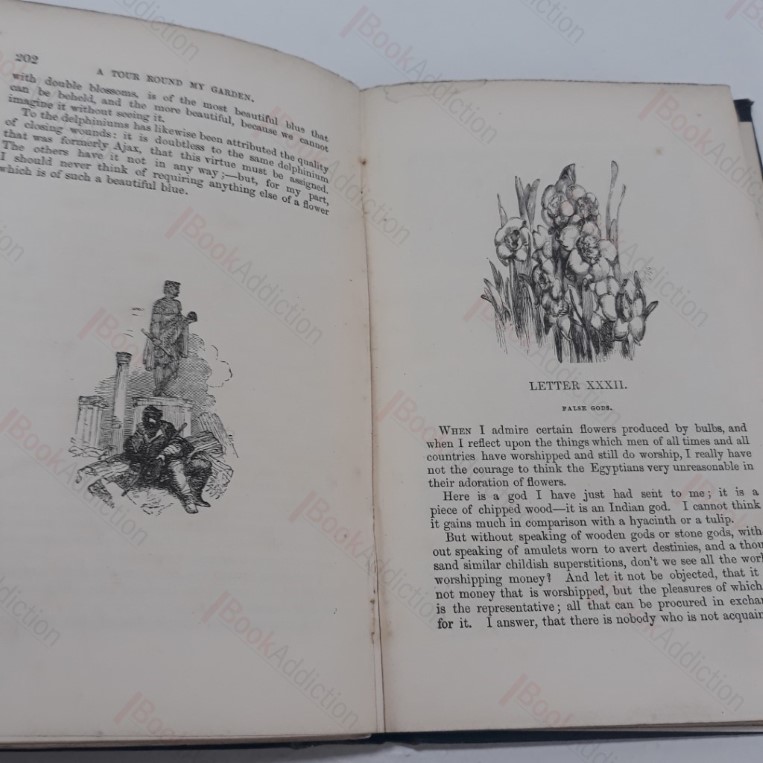 202
A TOUR ROUND MY GARDEN.
with double blossoms, is of the most beautiful blue that
can be beheld, and the more beautiful, because we cannot
imagine it without seeing it.
To the delphiniums has likewise been attributed the quality
of closing wounds: it is doubtless to the same delphinium
that was formerly Ajax, that this virtue must be assigned.
The others have it not in any way;—but, for my part,
I should never think of requiring anything else of a flower
which is of such a beautiful blue.
LETTER XXXII.
FALSE GODS.
WHEN I admire certain flowers produced by bulbs, and
when I reflect upon the things which men of all times and all
countries have worshipped and still do worship, I really have
not the courage to think the Egyptians very unreasonable in
their adoration of flowers.
Here is a god I have just had sent to me; it is a
piece of chipped wood—it is an Indian god. I cannot think
it gains much in comparison with a hyacinth or a tulip.
But without speaking of wooden gods or stone gods, with-
out speaking of amulets worn to avert destinies, and a thou
sand similar childish superstitions, don't we see all the worl
worshipping money? And let it not be objected, that it
not money that is worshipped, but the pleasures of which
is the representative; all that can be procured in exchan
for it. I answer, that there is nobody who is not acquain
BookAddiction